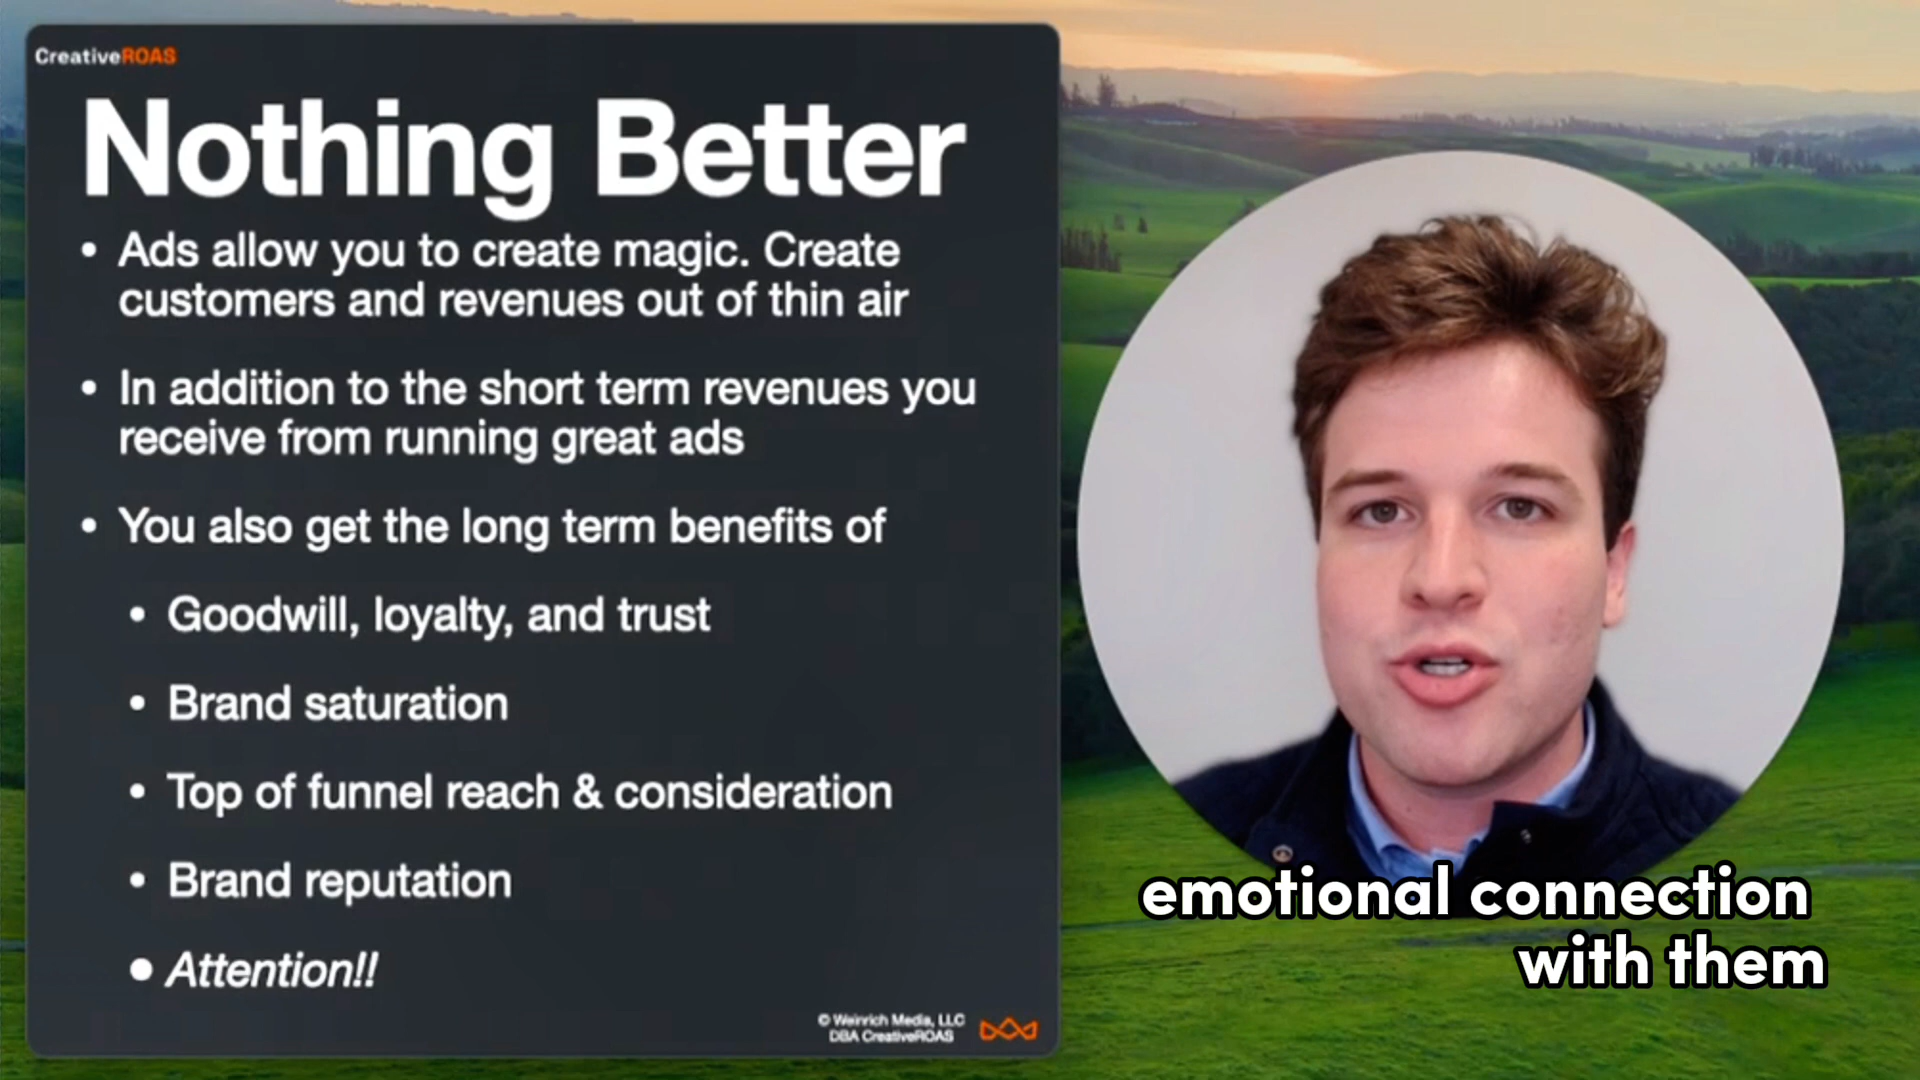 CreativeROAS
Nothing Better
• Ads allow you to create magic. Create
customers and revenues out of thin air
• In addition to the short term revenues you
receive from running great ads
• You also get the long term benefits of
• Goodwill, loyalty, and trust
• Brand saturation
• Top of funnel reach & consideration
• Brand reputation
• Attention!!
© Weinrich Media, LLC
DBA CreativeROAS
emotional connection
with them